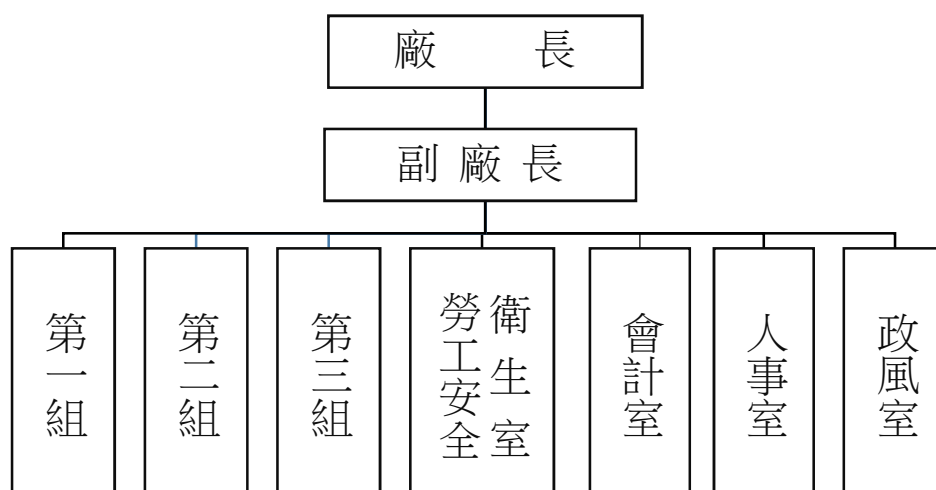 廠長
副廠長
第一組
第二組
第三組
勞工安全
衛生室
會計室
人事室
政風室